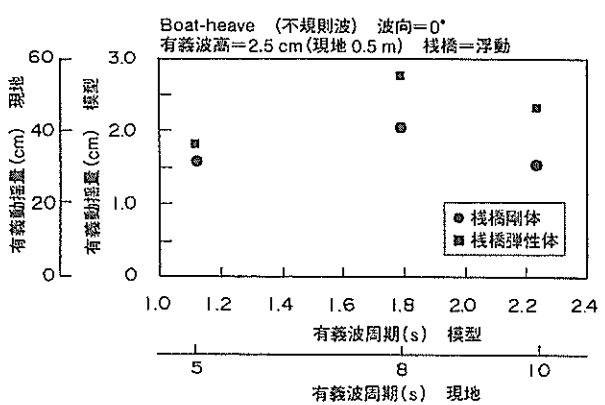 Boat-heave （不規則波） 波向=0°
有義波高=2.5 cm(現地 0.5 m) 桟橋=浮動
有義動揺量(cm) 現地
60
40
20
0
有義動揺量(cm) 模型
3.0
2.0
1.0
0
桟橋剛体
桟橋弾性体
1.0 1.2 1.4 1.6 1.8 2.0 2.2 2.4
有義波周期(s) 模型
5 8 10
有義波周期(s) 現地